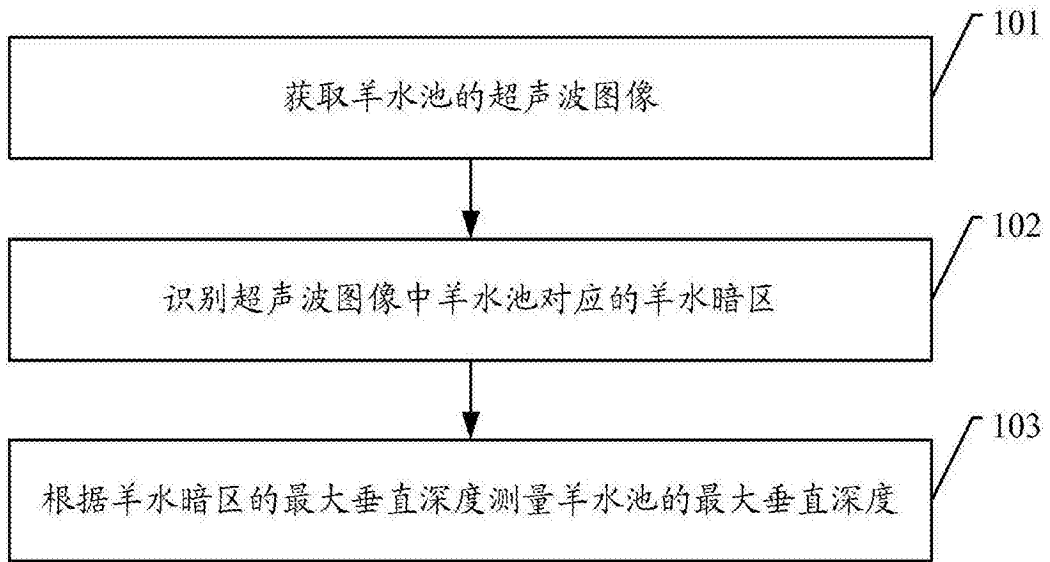 101
获取羊水池的超声波图像
102
识别超声波图像中羊水池对应的羊水暗区
103
根据羊水暗区的最大垂直深度测量羊水池的最大垂直深度